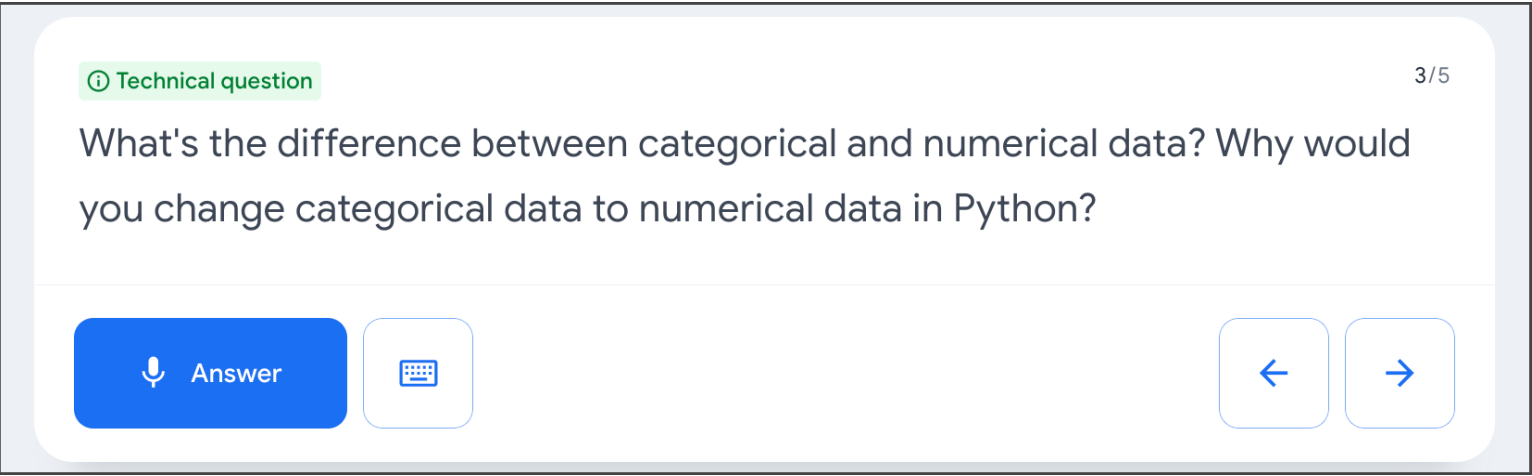 Technical question
3/5
What's the difference between categorical and numerical data? Why would
you change categorical data to numerical data in Python?
Answer